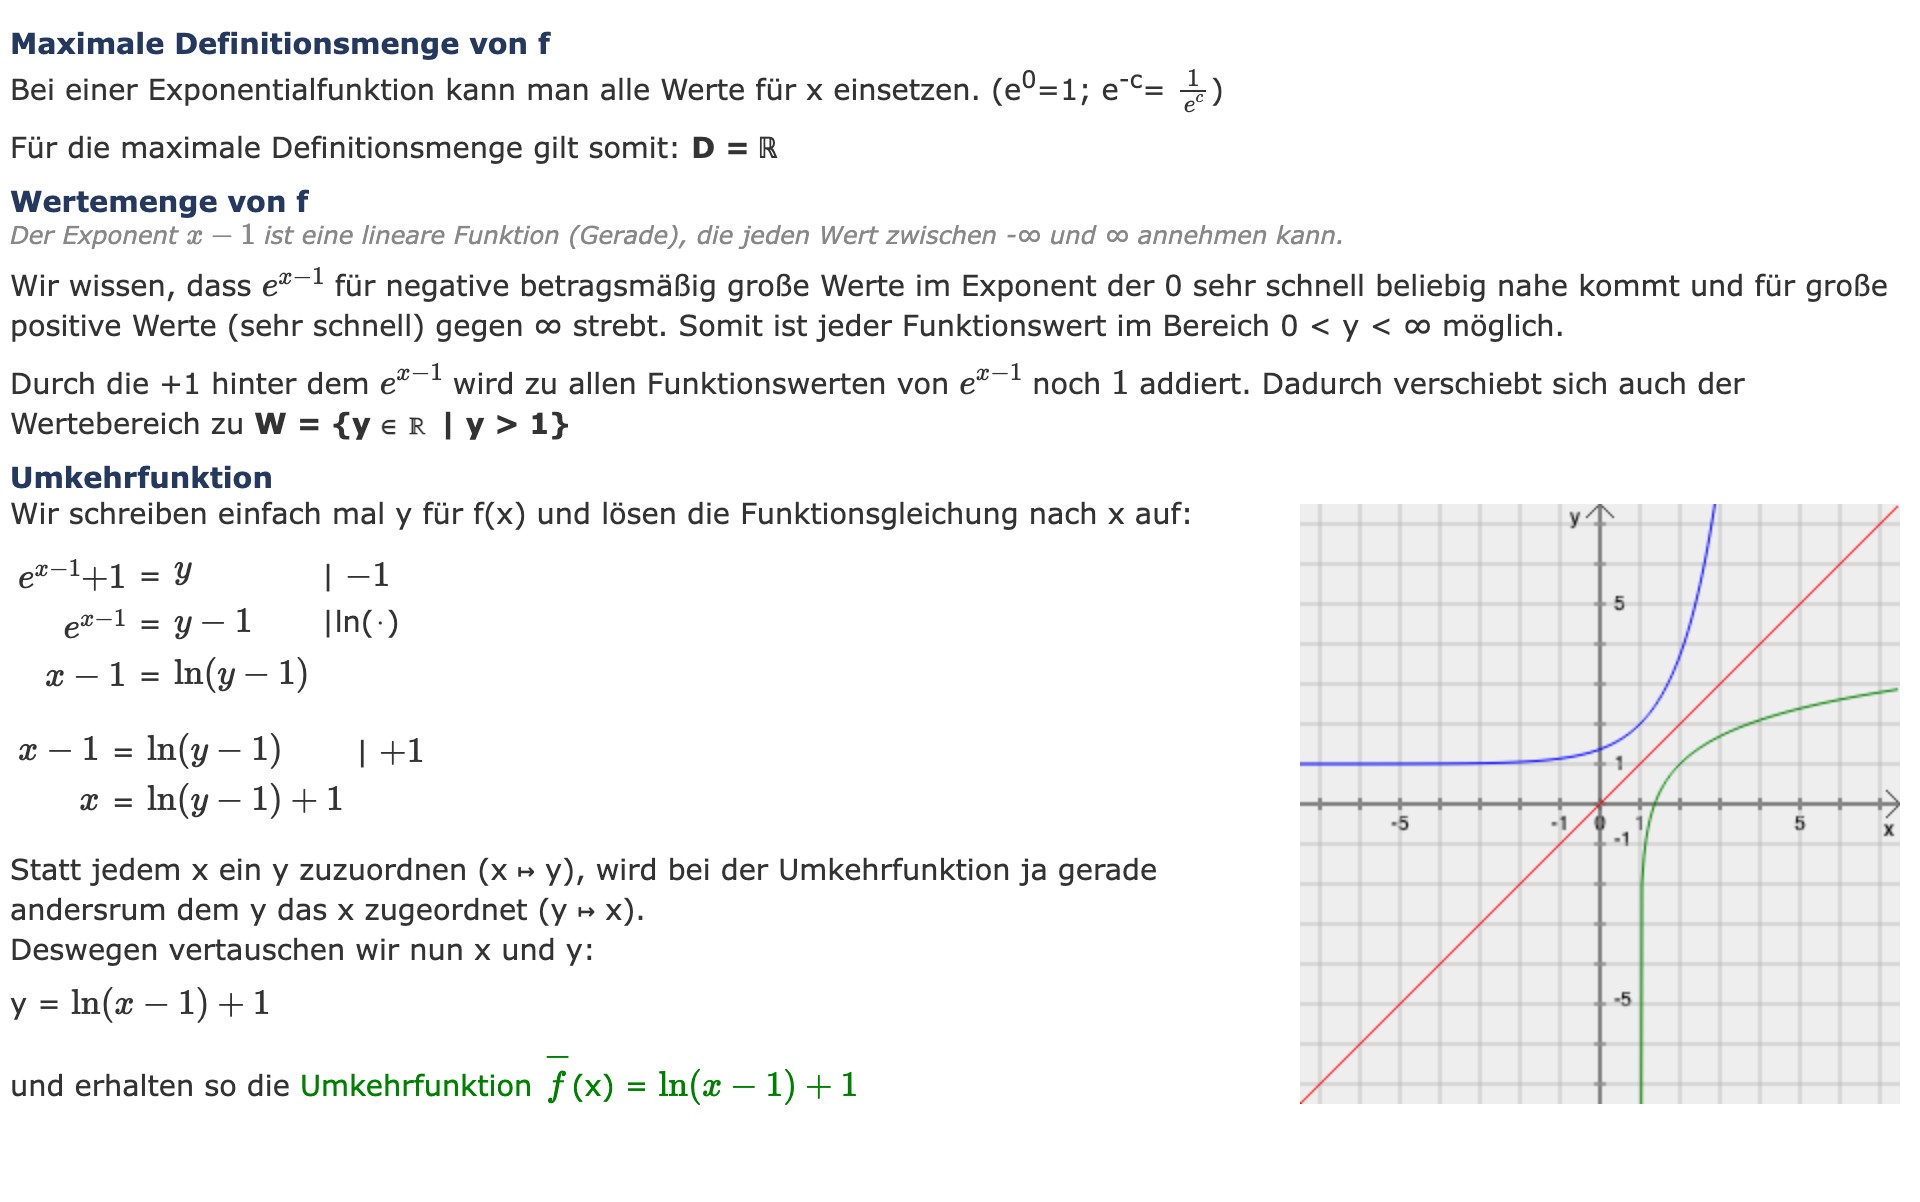 Maximale Definitionsmenge von f
Bei einer Exponentialfunktion kann man alle Werte für x einsetzen. (e^0=1; e^-c= 1/e^c)
Für die maximale Definitionsmenge gilt somit: D = ℝ
Wertemenge von f
Der Exponent x − 1 ist eine lineare Funktion (Gerade), die jeden Wert zwischen -∞ und ∞ annehmen kann.
Wir wissen, dass e^{x−1} für negative betragsmäßig große Werte im Exponent der 0 sehr schnell beliebig nahe kommt und für große
positive Werte (sehr schnell) gegen ∞ strebt. Somit ist jeder Funktionswert im Bereich 0 < y < ∞ möglich.
Durch die +1 hinter dem e^{x−1} wird zu allen Funktionswerten von e^{x−1} noch 1 addiert. Dadurch verschiebt sich auch der
Wertebereich zu W = {y ∈ ℝ | y > 1}
Umkehrfunktion
Wir schreiben einfach mal y für f(x) und lösen die Funktionsgleichung nach x auf:
e^{x−1}+1 = y | −1
e^{x−1} = y − 1 |ln(·)
x − 1 = ln(y − 1)
x − 1 = ln(y − 1) | +1
x = ln(y − 1) + 1
Statt jedem x ein y zuzuordnen (x ↦ y), wird bei der Umkehrfunktion ja gerade
andersrum dem y das x zugeordnet (y ↦ x).
Deswegen vertauschen wir nun x und y:
y = ln(x − 1) + 1
und erhalten so die Umkehrfunktion f̅(x) = ln(x − 1) + 1
y
5
1
-5 -1 0 1 5 x
-1
-5